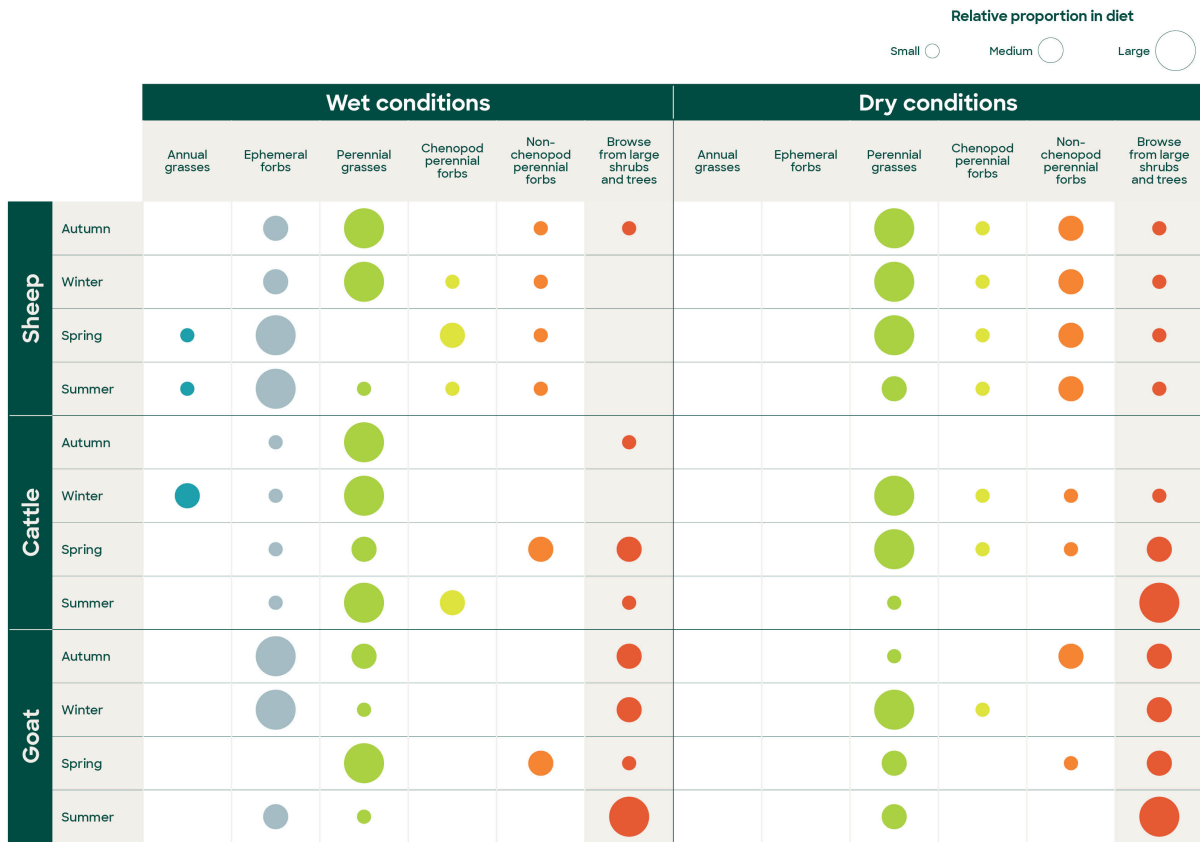 Relative proportion in diet
Small
Medium
Large
Wet conditions
Dry conditions
Annual
grasses
Ephemeral
forbs
Perennial
grasses
Chenopod
perennial
forbs
Non-
chenopod
perennial
forbs
Browse
from large
shrubs
and trees
Annual
grasses
Ephemeral
forbs
Perennial
grasses
Chenopod
perennial
forbs
Non-
chenopod
perennial
forbs
Browse
from large
shrubs
and trees
Sheep
Autumn
Winter
Spring
Summer
Cattle
Autumn
Winter
Spring
Summer
Goat
Autumn
Winter
Spring
Summer